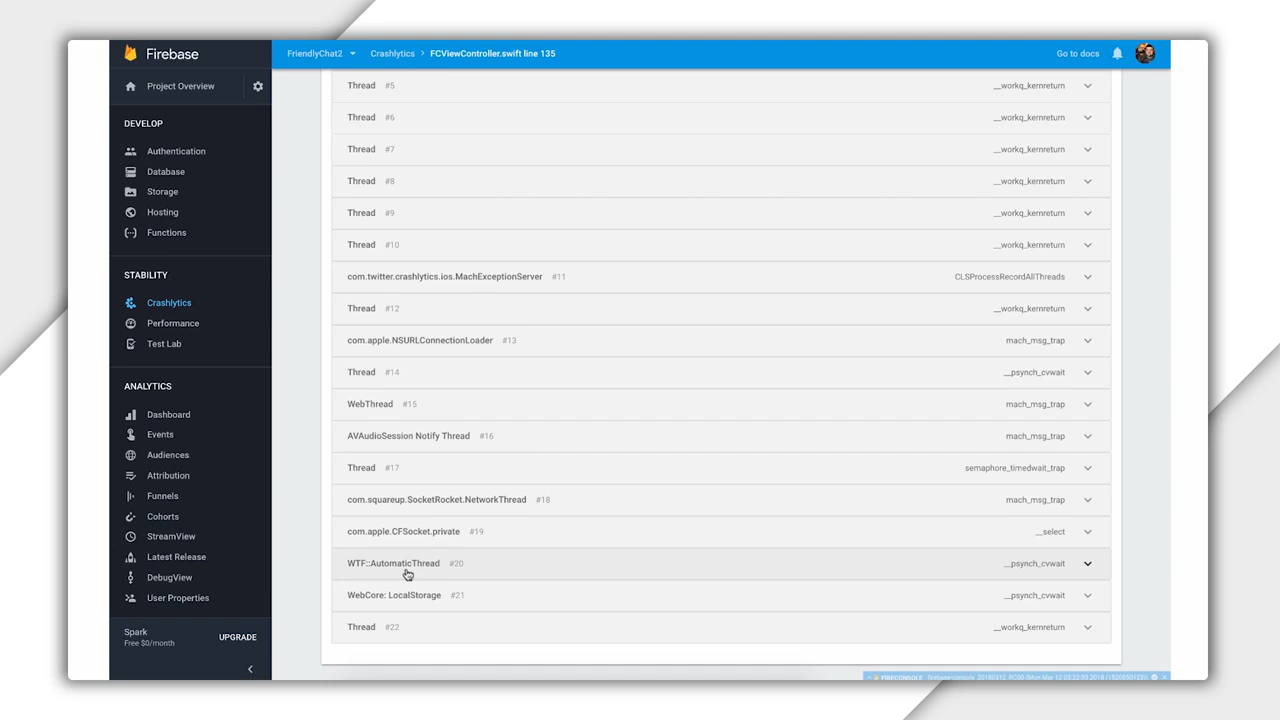 Firebase
FriendlyChat2 Crashlytics > FCViewController.swift line 135
Go to docs
Project Overview
DEVELOP
Authentication
Database
Storage
Hosting
Functions
STABILITY
Crashlytics
Performance
Test Lab
ANALYTICS
Dashboard
Events
Audiences
Attribution
Funnels
Cohorts
StreamView
Latest Release
DebugView
User Properties
Spark
Free $0/month
UPGRADE
Thread #5 __workq_kernreturn
Thread #6 __workq_kernreturn
Thread #7 __workq_kernreturn
Thread #8 __workq_kernreturn
Thread #9 __workq_kernreturn
Thread #10 __workq_kernreturn
com.twitter.crashlytics.ios.MachExceptionServer #11 CLSProcessRecordAllThreads
Thread #12 __workq_kernreturn
com.apple.NSURLConnectionLoader #13 mach_msg_trap
Thread #14 __psynch_cvwait
WebThread #15 mach_msg_trap
AVAudioSession Notify Thread #16 mach_msg_trap
Thread #17 semaphore_timedwait_trap
com.squareup.SocketRocket.NetworkThread #18 mach_msg_trap
com.apple.CFSocket.private #19 __select
WTF::AutomaticThread #20 __psynch_cvwait
WebCore: LocalStorage #21 __psynch_cvwait
Thread #22 __workq_kernreturn
FIRECONSOLE